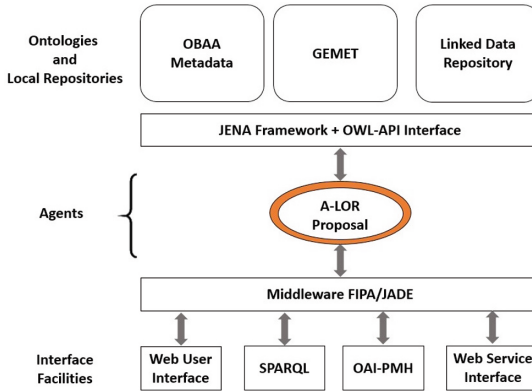 Ontologies
and
Local Repositories
OBAA
Metadata
GEMET
Linked Data
Repository
JENA Framework + OWL-API Interface
Agents
A-LOR
Proposal
Middleware FIPA/JADE
Interface
Facilities
Web User
Interface
SPARQL
OAI-PMH
Web Service
Interface